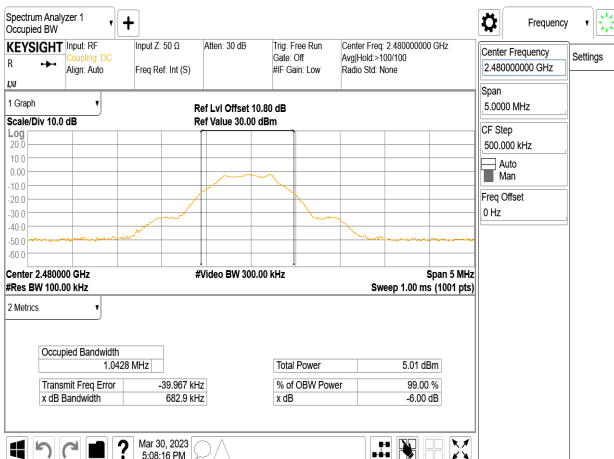 Spectrum Analyzer 1
Occupied BW
Frequency
KEYSIGHT
R
Input: RF
Coupling: DC
Align: Auto
Input Z: 50 Ω
Freq Ref: Int (S)
Atten: 30 dB
Trig: Free Run
Gate: Off
#IF Gain: Low
Center Freq: 2.480000000 GHz
Avg|Hold:>100/100
Radio Std: None
Center Frequency
2.480000000 GHz
Settings
Span
5.0000 MHz
CF Step
500.000 kHz
Auto
Man
Freq Offset
0 Hz
1 Graph
Scale/Div 10.0 dB
Ref Lvl Offset 10.80 dB
Ref Value 30.00 dBm
Log
20.0
10.0
0.00
-10.0
-20.0
-30.0
-40.0
-50.0
-60.0
Center 2.480000 GHz
#Res BW 100.00 kHz
#Video BW 300.00 kHz
Span 5 MHz
Sweep 1.00 ms (1001 pts)
2 Metrics
Occupied Bandwidth
1.0428 MHz
Total Power 5.01 dBm
Transmit Freq Error -39.967 kHz
% of OBW Power 99.00 %
x dB Bandwidth 682.9 kHz
x dB -6.00 dB
?
Mar 30, 2023
5:08:16 PM